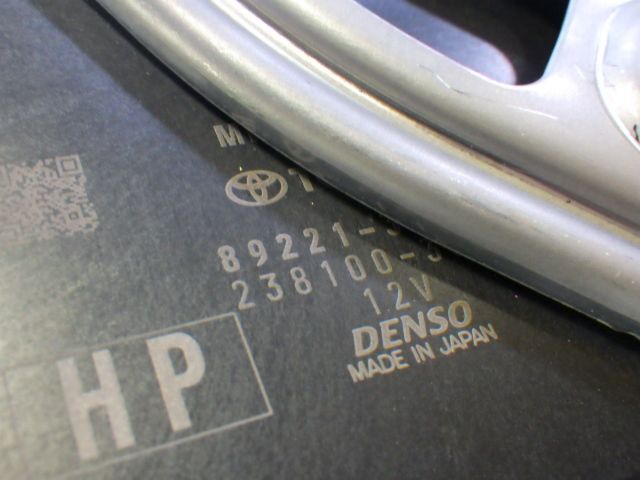 89221-
238100-
12V
DENSO
MADE IN JAPAN
HP